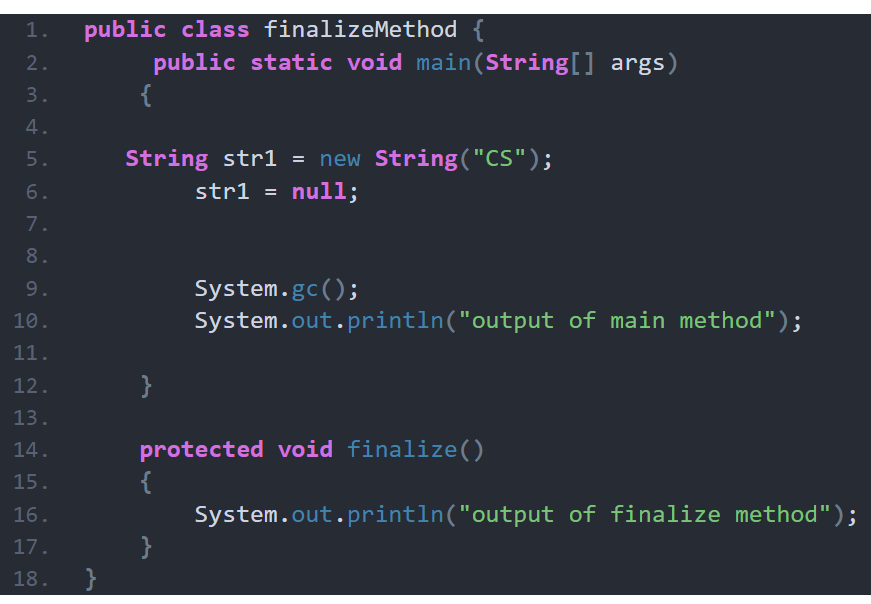 1. public class finalizeMethod {
2. public static void main(String[] args)
3. {
4.
5. String str1 = new String("CS");
6. str1 = null;
7.
8.
9. System.gc();
10. System.out.println("output of main method");
11.
12. }
13.
14. protected void finalize()
15. {
16. System.out.println("output of finalize method");
17. }
18. }